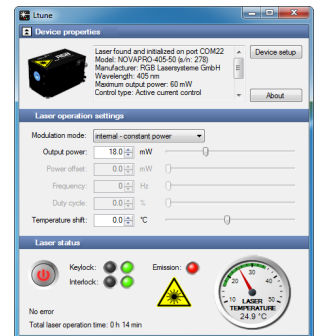 Ltune
Device properties
Laser found and initialized on port COM22
Model: NOVAPRO-405-50 (s/n: 278)
Manufacturer: RGB Lasersysteme GmbH
Wavelength: 405 nm
Maximum output power: 60 mW
Control type: Active current control
Device setup
About
Laser operation settings
Modulation mode: internal - constant power
Output power: 18.0 mW
Power offset: 0.0 mW
Frequency: 0 Hz
Duty cycle: 0.0 %
Temperature shift: 0.0 °C
Laser status
Keylock: Emission:
Interlock:
10 20 30 40 50
LASER
TEMPERATURE
24.9 °C
No error
Total laser operation time: 0 h 14 min